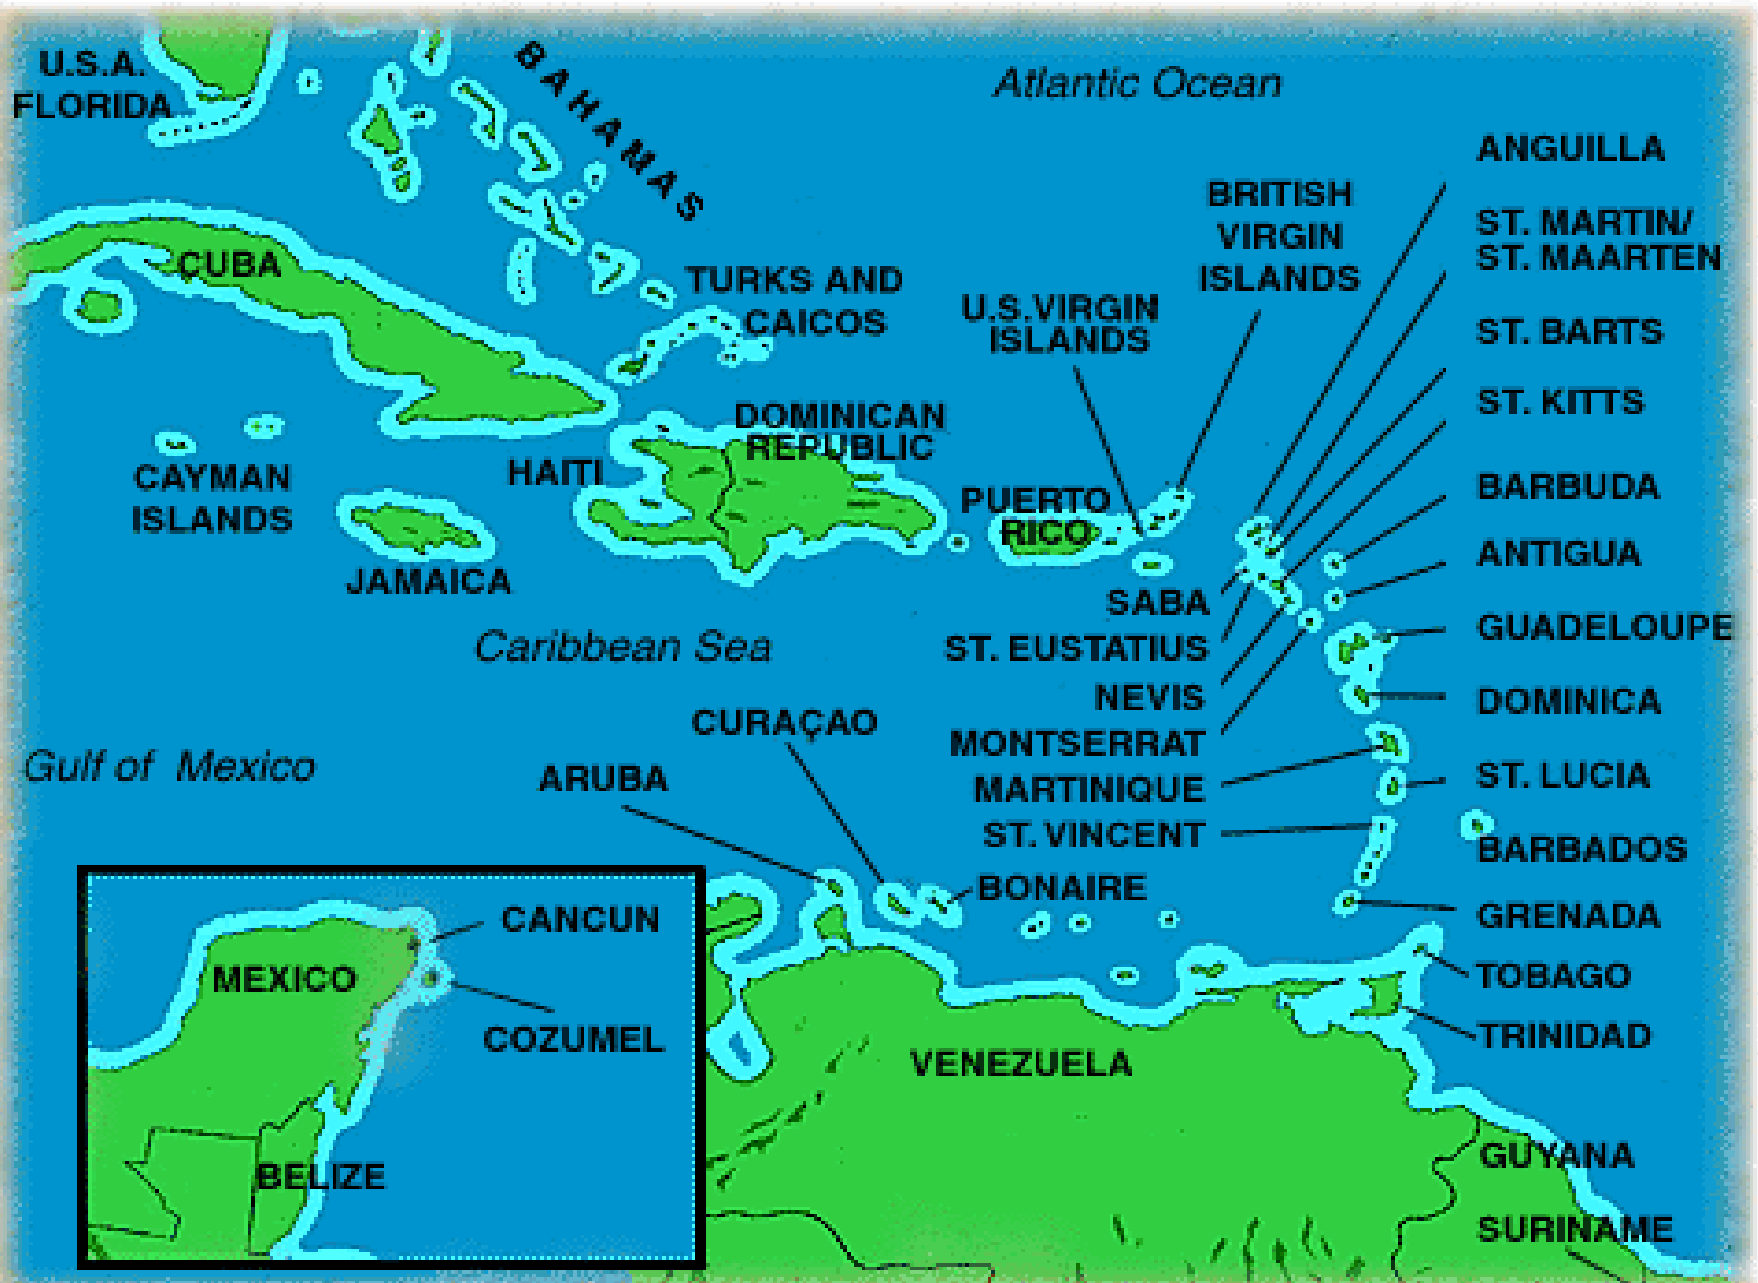 U.S.A.
FLORIDA
BAHAMAS
Atlantic Ocean
ANGUILLA
BRITISH
VIRGIN
ISLANDS
ST. MARTIN/
ST. MAARTEN
CUBA
TURKS AND
CAICOS
U.S.VIRGIN
ISLANDS
ST. BARTS
ST. KITTS
DOMINICAN
REPUBLIC
HAITI
CAYMAN
ISLANDS
PUERTO
RICO
BARBUDA
ANTIGUA
JAMAICA
SABA
GUADELOUPE
Caribbean Sea
ST. EUSTATIUS
NEVIS
DOMINICA
CURAÇAO
MONTSERRAT
Gulf of Mexico
ARUBA
MARTINIQUE
ST. LUCIA
ST. VINCENT
BARBADOS
BONAIRE
GRENADA
CANCUN
MEXICO
TOBAGO
COZUMEL
TRINIDAD
VENEZUELA
GUYANA
BELIZE
SURINAME